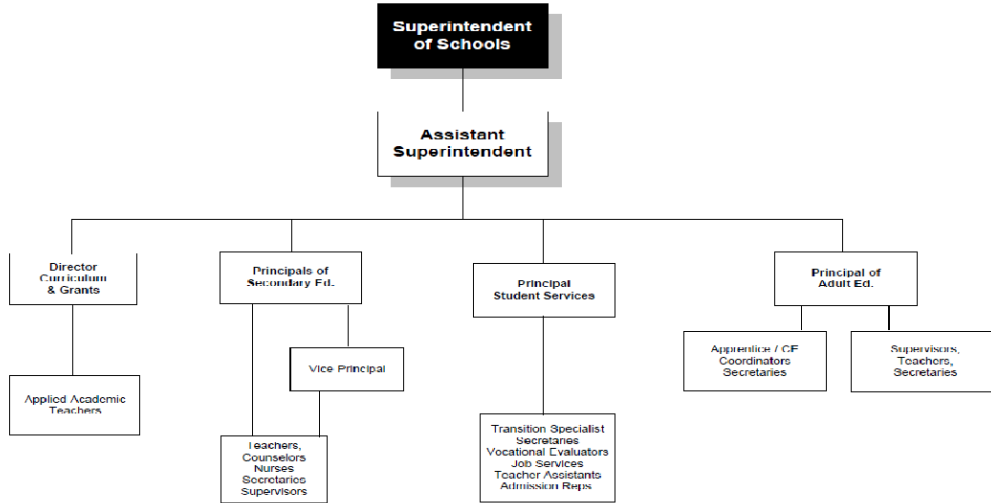 Superintendent
of Schools
Assistant
Superintendent
Director
Curriculum
& Grants
Principals of
Secondary Ed.
Principal
Student Services
Principal of
Adult Ed.
Apprentice / CE
Coordinators
Secretaries
Supervisors,
Teachers,
Secretaries
Vice Principal
Applied Academic
Teachers
Teachers,
Counselors
Nurses
Secretaries
Supervisors
Transition Specialist
Secretaries
Vocational Evaluators
Job Services
Teacher Assistants
Admission Reps